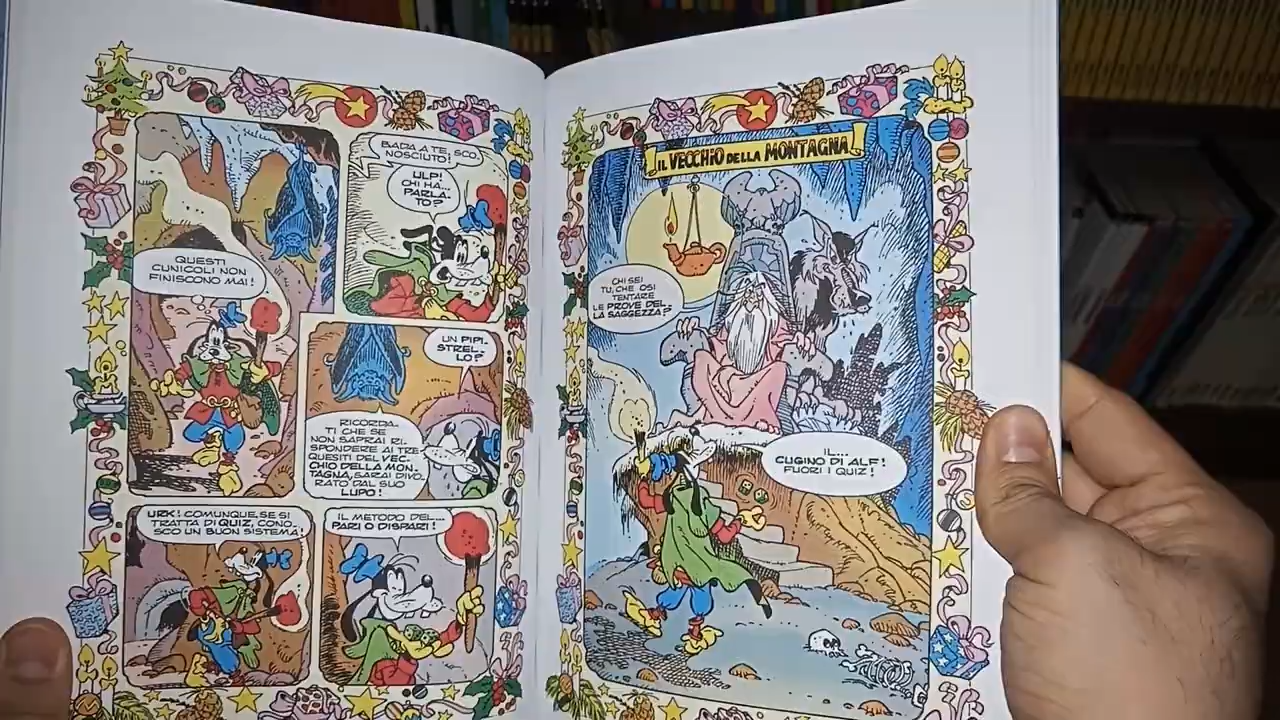 QUESTI
CUNICOLI NON
FINISCONO MAI!
BADA A TE, SCO.
NOSCIUTO!
ULP!
CHI HA...
PARLA.
TO?
UN PIPI.
STREL.
LO?
RICORDA.
TI CHE SE
NON SAPRAI RI.
SPONDERE AI TRE
QUESITI DEL VEC.
CHIO DELLA MON.
TAGNA, SARAI DIVO.
RATO DAL SUO
LUPO!
URK! COMUNQUE, SE SI
TRATTA DI QUIZ, CONO.
SCO UN BUON SISTEMA!
IL METODO DEL...
PARI O DISPARI!
IL VECCHIO DELLA MONTAGNA
CHI SEI
TU, CHE OSI
TENTARE
LE PROVE DEL.
LA SAGGEZZA?
IL...
CUGINO DI ALF!
FUORI I QUIZ!